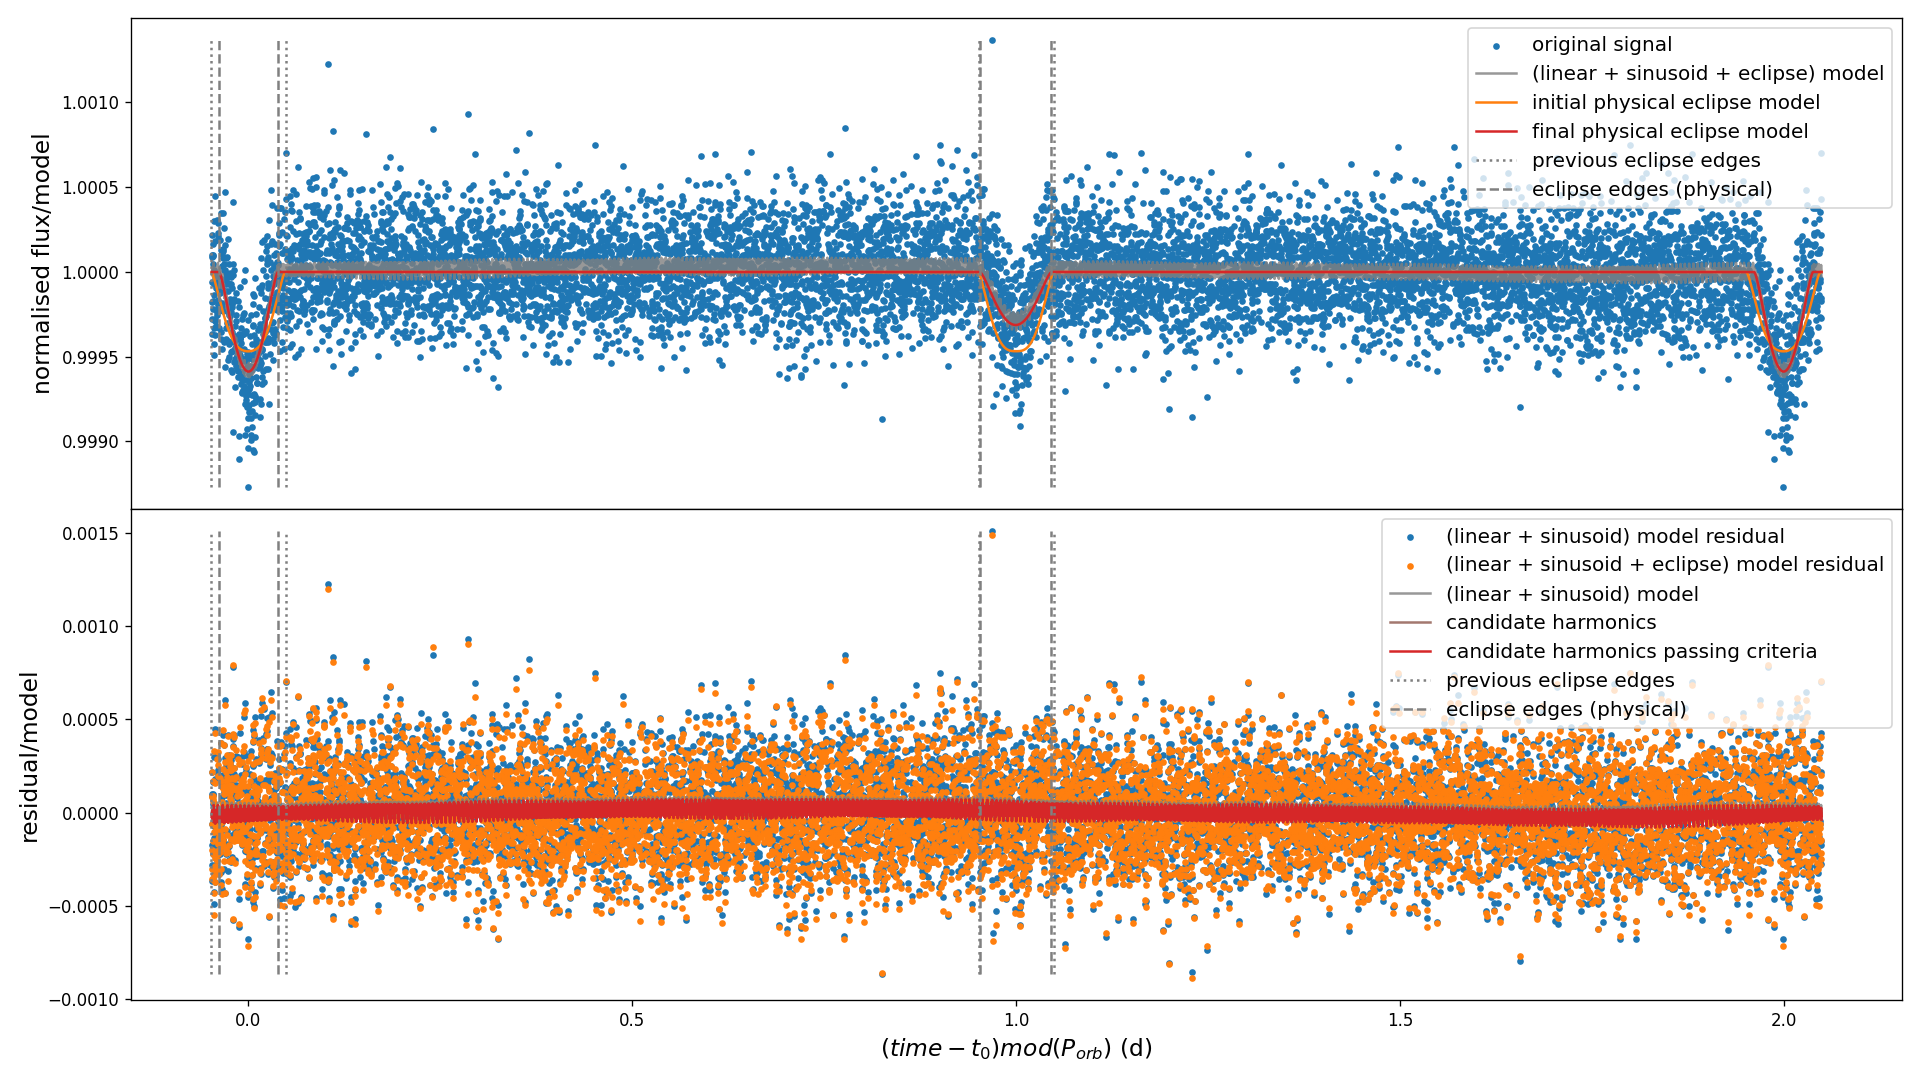 original signal
(linear + sinusoid + eclipse) model
initial physical eclipse model
final physical eclipse model
previous eclipse edges
eclipse edges (physical)
normalised flux/model
1.0010
1.0005
1.0000
0.9995
0.9990
(linear + sinusoid) model residual
(linear + sinusoid + eclipse) model residual
(linear + sinusoid) model
candidate harmonics
candidate harmonics passing criteria
previous eclipse edges
eclipse edges (physical)
residual/model
0.0015
0.0010
0.0005
0.0000
−0.0005
−0.0010
0.0 0.5 1.0 1.5 2.0
(time − t₀)mod(P_orb) (d)